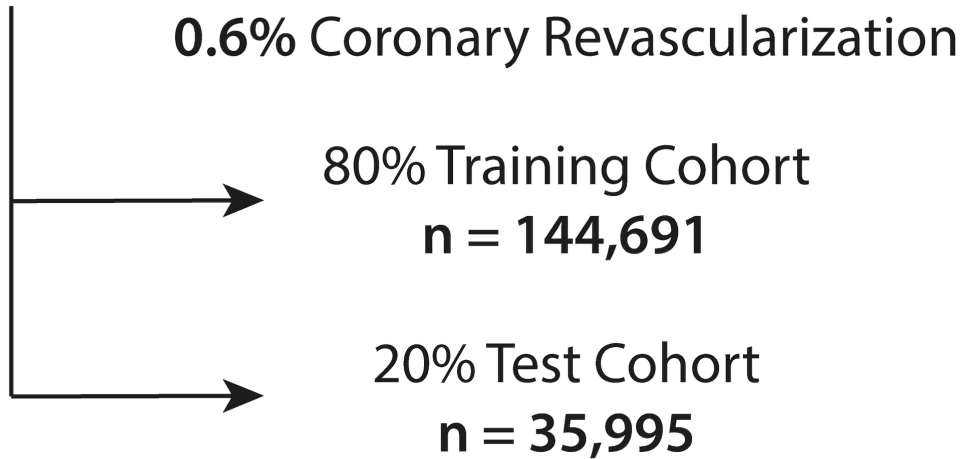 0.6% Coronary Revascularization
80% Training Cohort
n = 144,691
20% Test Cohort
n = 35,995